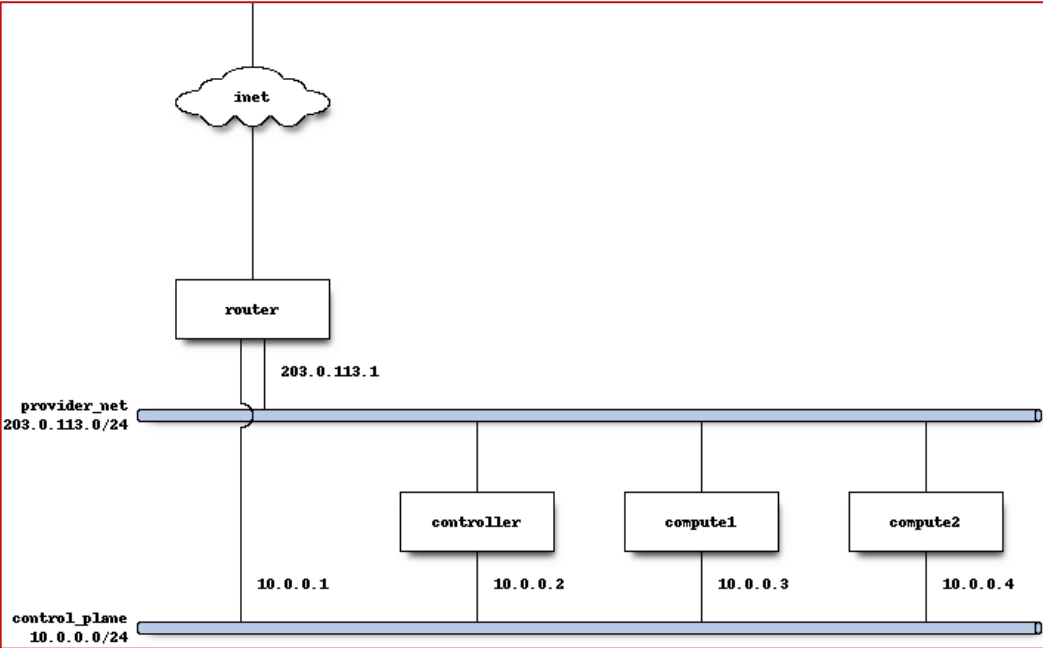 inet
router
203.0.113.1
provider_net
203.0.113.0/24
controller
compute1
compute2
10.0.0.1
10.0.0.2
10.0.0.3
10.0.0.4
control_plane
10.0.0.0/24